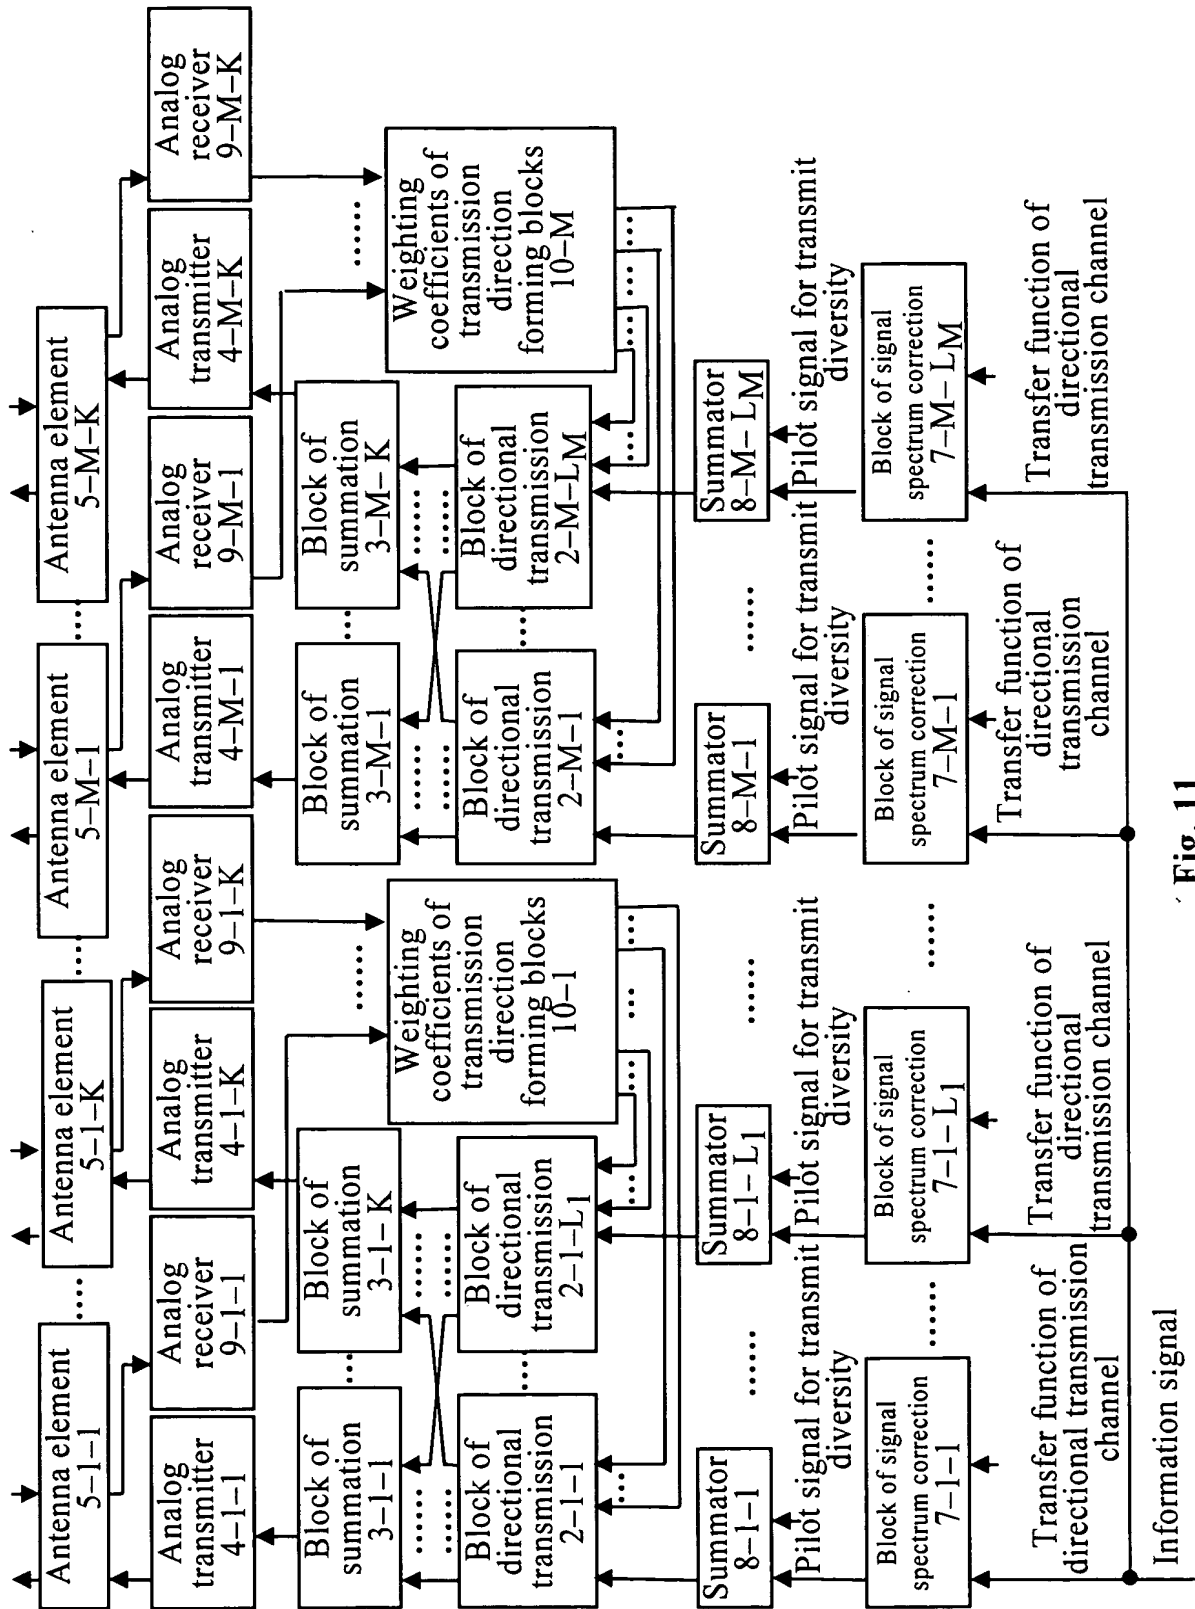 Antenna element
5-1-1
.....
Antenna element
5-1-K
.....
Antenna element
5-M-1
.....
Antenna element
5-M-K
Analog
transmitter
4-1-1
Analog
receiver
9-1-1
Analog
transmitter
4-1-K
Analog
receiver
9-1-K
Analog
transmitter
4-M-1
Analog
receiver
9-M-1
Analog
transmitter
4-M-K
Analog
receiver
9-M-K
Block of
summation
3-1-1
...
Block of
summation
3-1-K
......
Block of
summation
3-M-1
...
Block of
summation
3-M-K
......
Block of
directional
transmission
2-1-1
...
Block of
directional
transmission
2-1-L1
Weighting
coefficients of
transmission
direction
forming blocks
10-1
Block of
directional
transmission
2-M-1
...
Block of
directional
transmission
2-M-LM
Weighting
coefficients of
transmission
direction
forming blocks
10-M
Summator
8-1-1
......
Summator
8-1-L1
......
Summator
8-M-1
......
Summator
8-M-LM
Pilot signal for transmit
diversity
Pilot signal for transmit
diversity
Pilot signal for transmit
diversity
Pilot signal for transmit
diversity
Block of signal
spectrum correction
7-1-1
......
Block of signal
spectrum correction
7-1-L1
......
Block of signal
spectrum correction
7-M-1
......
Block of signal
spectrum correction
7-M-LM
Transfer function of
directional transmission
channel
Transfer function of
directional
transmission channel
Transfer function of
directional
transmission
channel
Transfer function of
directional
transmission channel
Information signal
Fig. 11